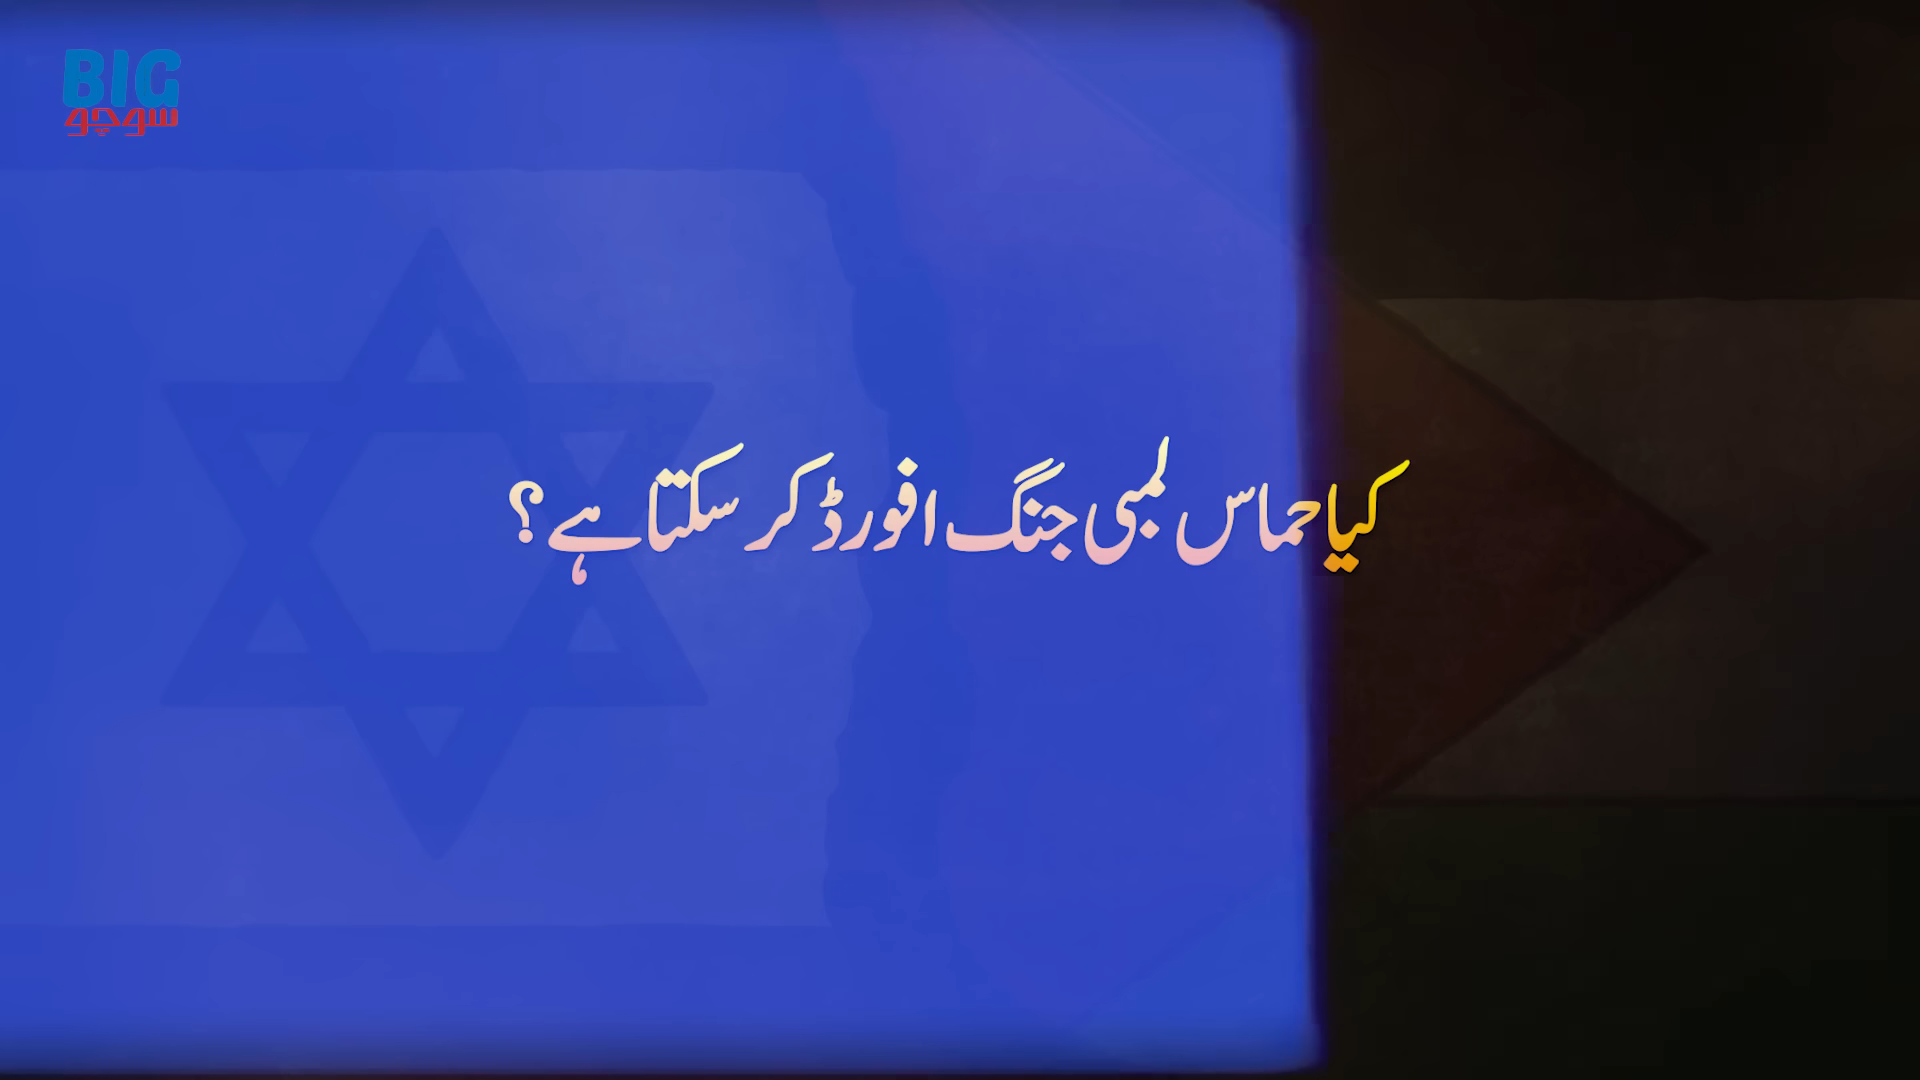 BIG
سوچو
کیا حماس لمبی جنگ افورڈ کر سکتا ہے؟